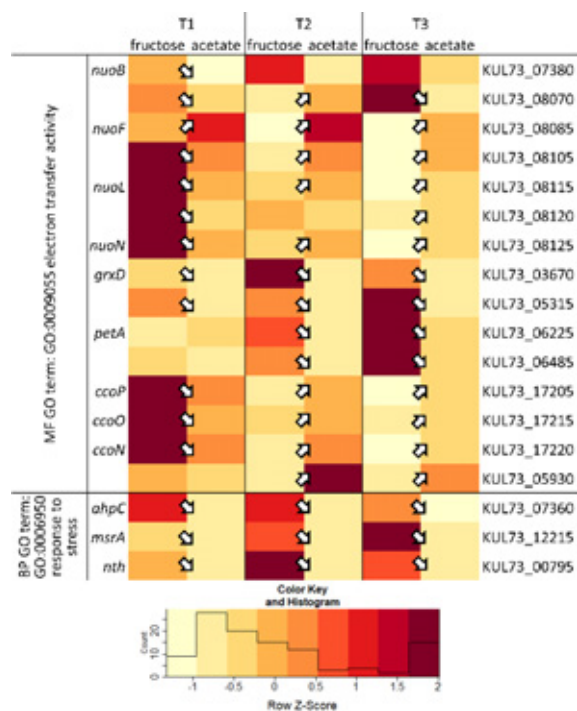 T1 T2 T3
fructose acetate fructose acetate fructose acetate
MF GO term: GO:0009055 electron transfer activity
nuoB KUL73_07380
KUL73_08070
nuoF KUL73_08085
KUL73_08105
nuoL KUL73_08115
KUL73_08120
nuoN KUL73_08125
grxD KUL73_03670
KUL73_05315
petA KUL73_06225
KUL73_06485
ccoP KUL73_17205
ccoO KUL73_17215
ccoN KUL73_17220
KUL73_05930
BP GO term:
GO:0006950
response to
stress
ahpC KUL73_07360
msrA KUL73_12215
nth KUL73_00795
Color Key
and Histogram
Count
0 10 20
-1 -0.5 0 0.5 1 1.5 2
Row Z-Score